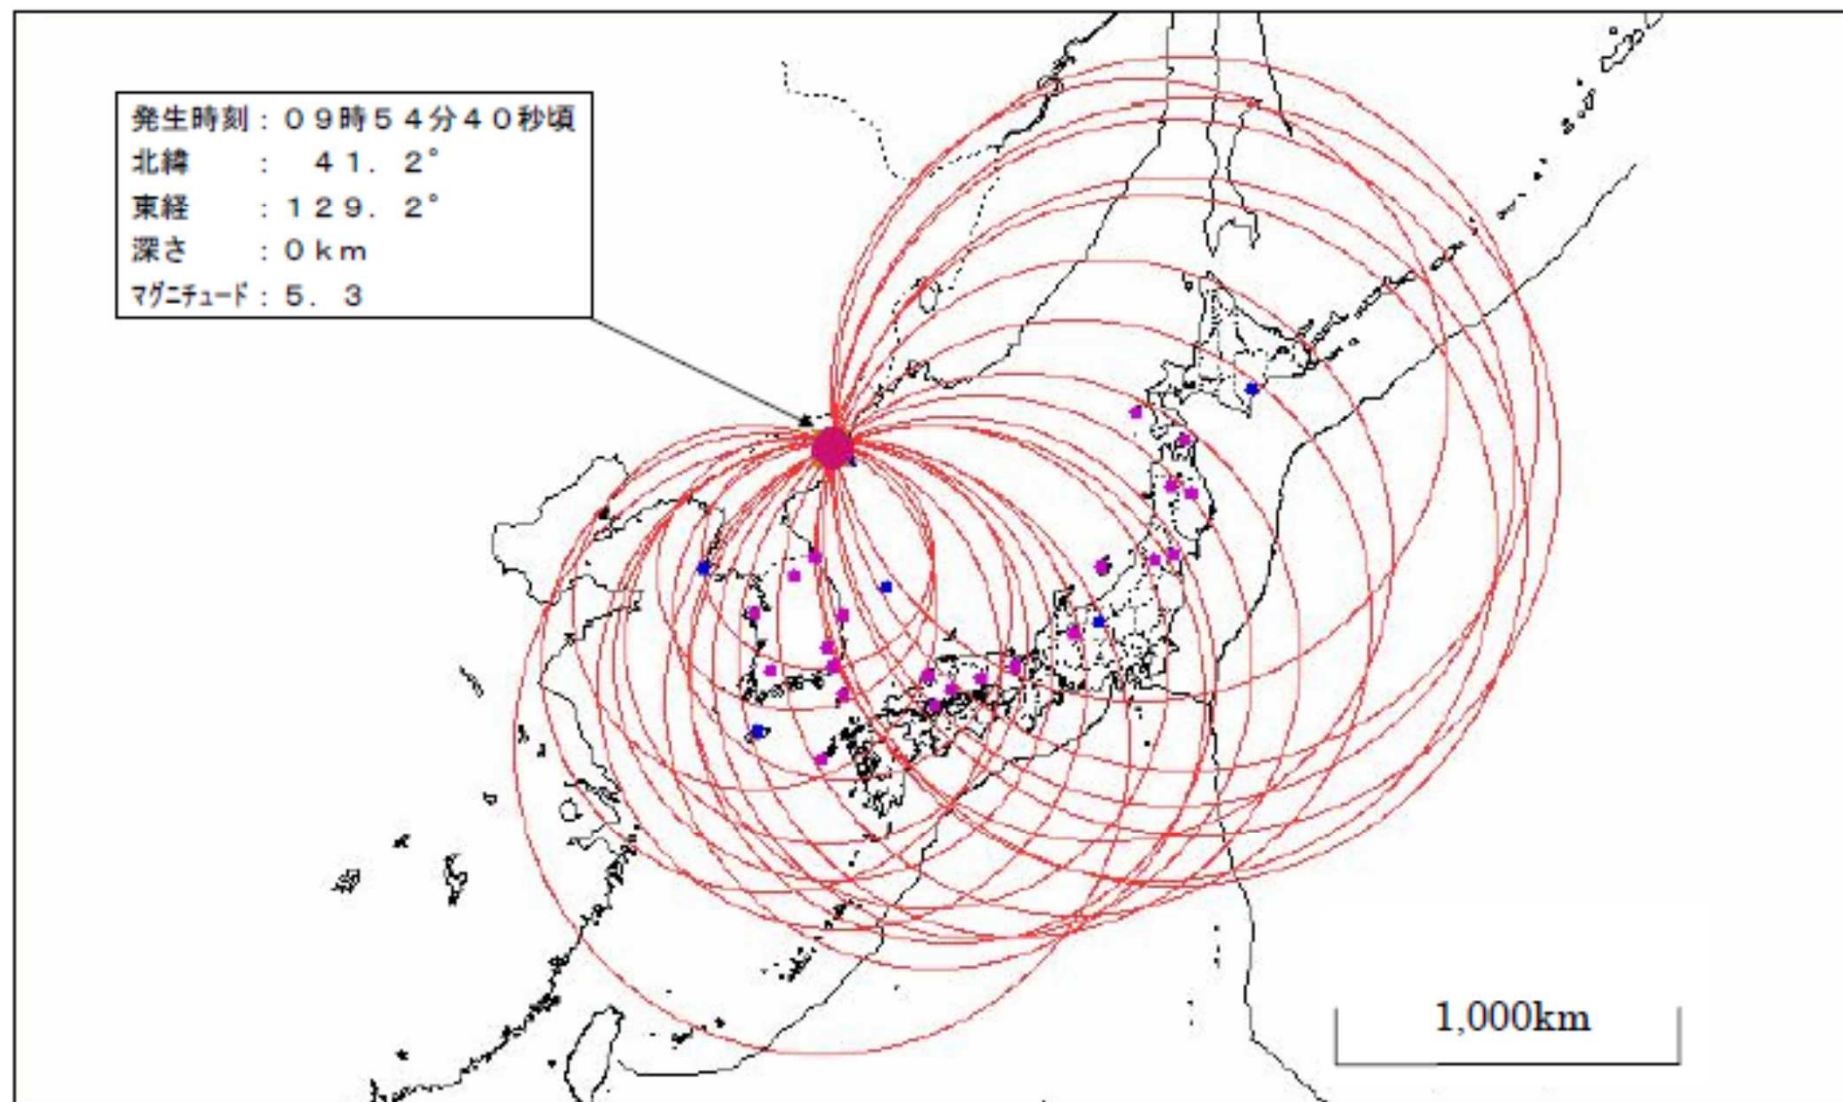 発生時刻：０９時５４分４０秒頃
北緯　　：　４１．２°
東経　　：１２９．２°
深さ　　：０ｋｍ
ﾏｸﾞﾆﾁｭｰﾄﾞ：５．３
1,000km